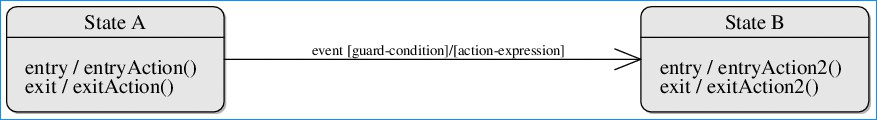 State A
entry / entryAction()
exit / exitAction()
event [guard-condition]/[action-expression]
State B
entry / entryAction2()
exit / exitAction2()